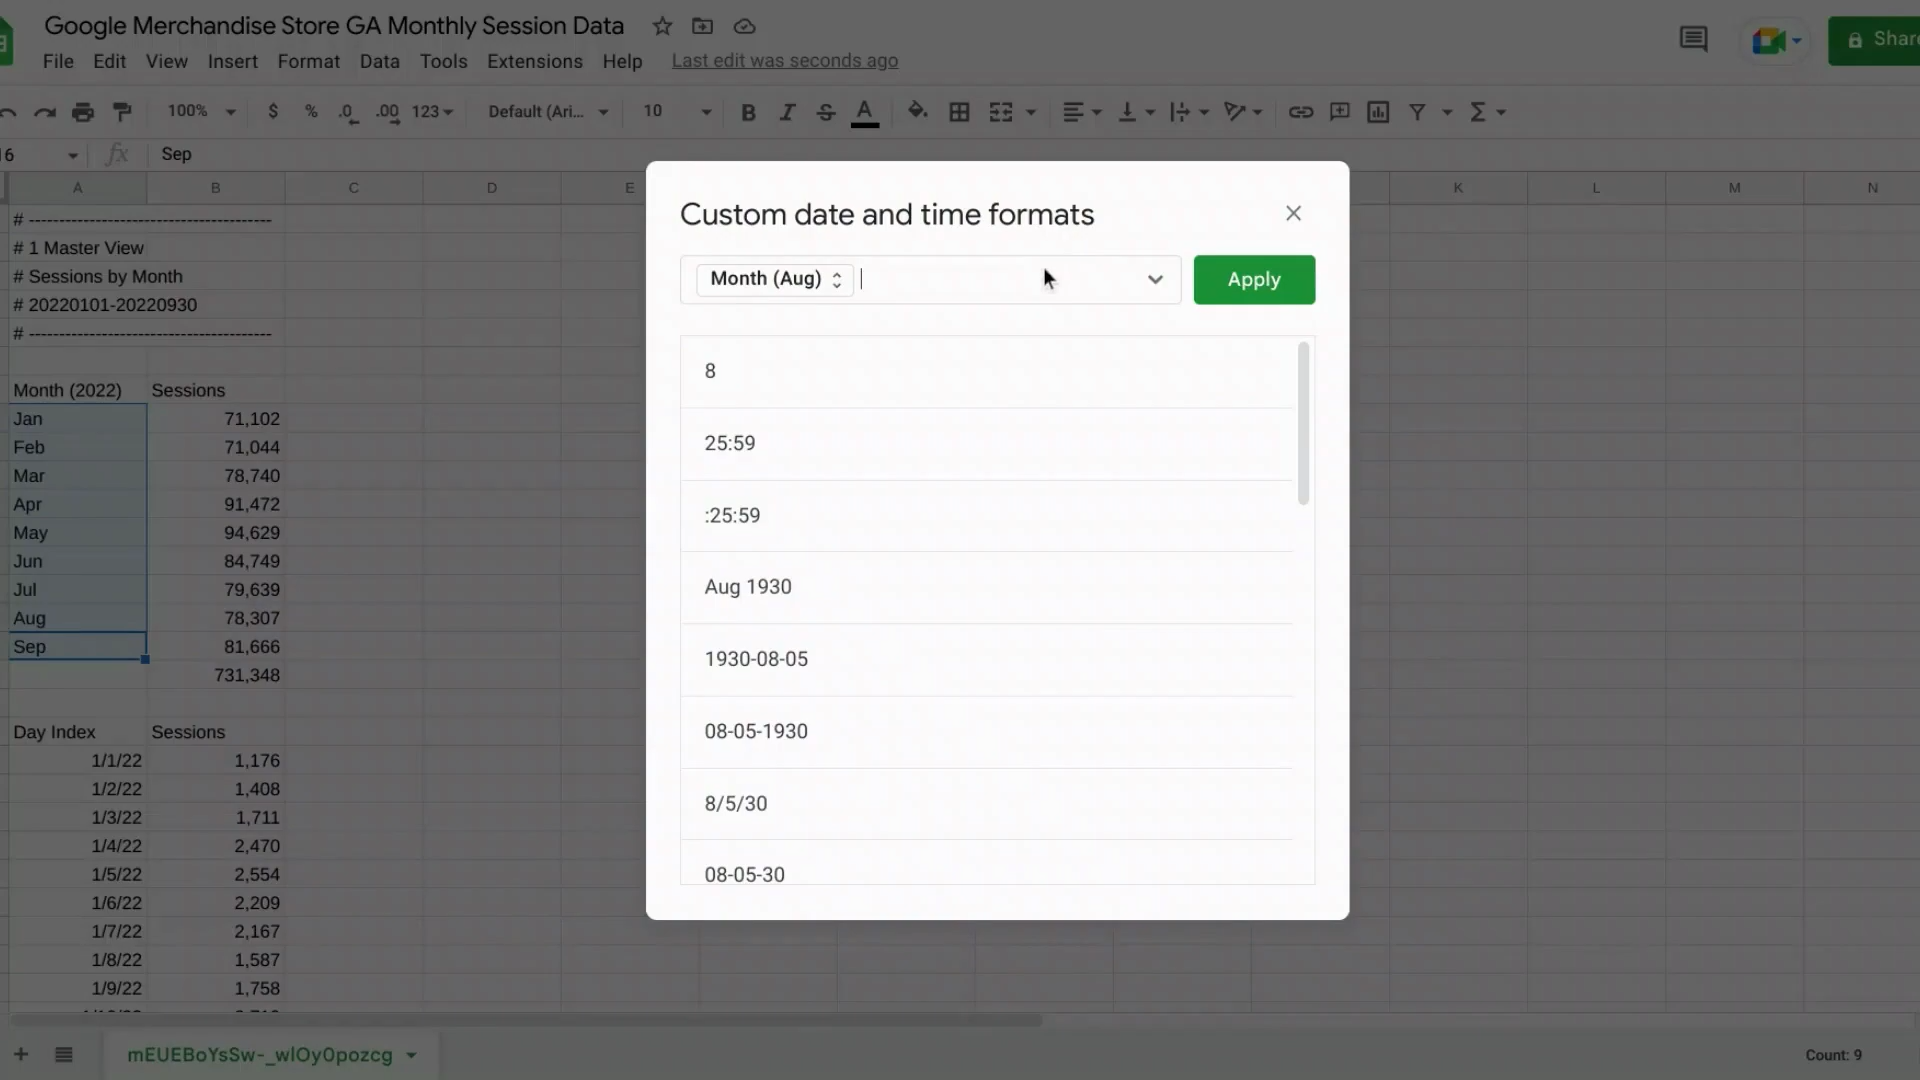 Google Merchandise Store GA Monthly Session Data
File Edit View Insert Format Data Tools Extensions Help Last edit was seconds ago
Share
100% $ % .0 .00 123 Default (Ari... 10 B I S A
16 fx Sep
A B C D E K L M N
# ----------------------------------------
# 1 Master View
# Sessions by Month
# 20220101-20220930
# ----------------------------------------
Month (2022) Sessions
Jan 71,102
Feb 71,044
Mar 78,740
Apr 91,472
May 94,629
Jun 84,749
Jul 79,639
Aug 78,307
Sep 81,666
731,348
Day Index Sessions
1/1/22 1,176
1/2/22 1,408
1/3/22 1,711
1/4/22 2,470
1/5/22 2,554
1/6/22 2,209
1/7/22 2,167
1/8/22 1,587
1/9/22 1,758
Custom date and time formats
Month (Aug) Apply
8
25:59
:25:59
Aug 1930
1930-08-05
08-05-1930
8/5/30
08-05-30
mEUEBoYsSw-_wlOy0pozcg
Count: 9